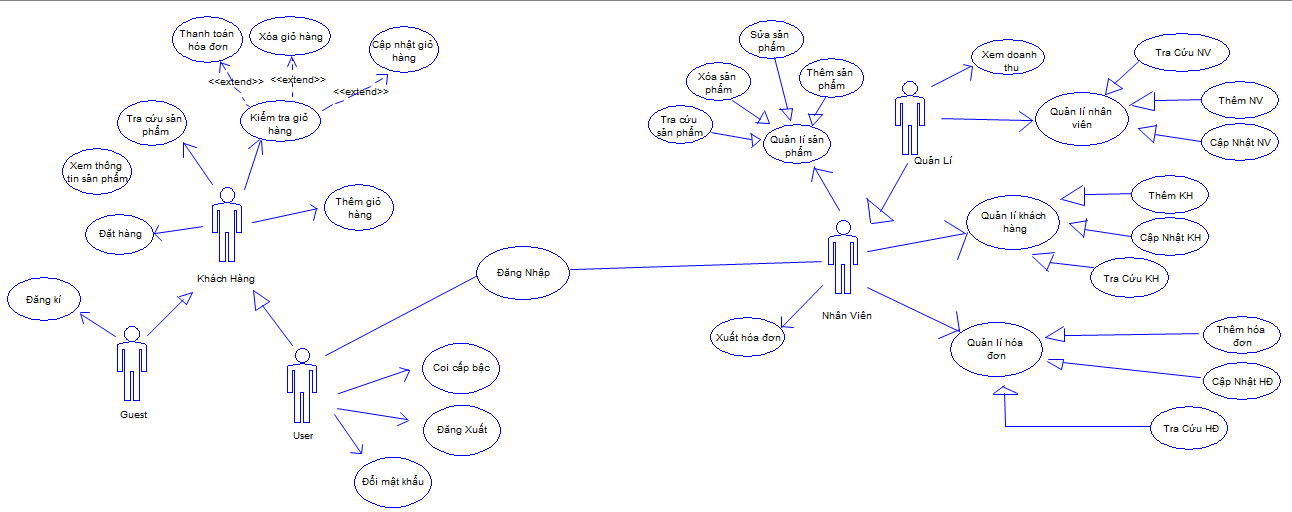 Thanh toán
hóa đơn
Xóa giỏ hàng
Cập nhật giỏ
hàng
<<extend>>
<<extend>>
<<extend>>
Kiểm tra giỏ
hàng
Tra cứu sản
phẩm
Xem thông
tin sản phẩm
Đặt hàng
Thêm giỏ
hàng
Khách Hàng
Đăng kí
Guest
User
Đăng Nhập
Coi cấp bậc
Đăng Xuất
Đổi mật khẩu
Sửa sản
phẩm
Xóa sản
phẩm
Thêm sản
phẩm
Tra cứu
sản phẩm
Quản lí sản
phẩm
Xem doanh
thu
Quản Lí
Quản lí nhân
viên
Tra Cứu NV
Thêm NV
Cập Nhật NV
Nhân Viên
Xuất hóa đơn
Quản lí khách
hàng
Thêm KH
Cập Nhật KH
Tra Cứu KH
Quản lí hóa
đơn
Thêm hóa
đơn
Cập Nhật HĐ
Tra Cứu HĐ